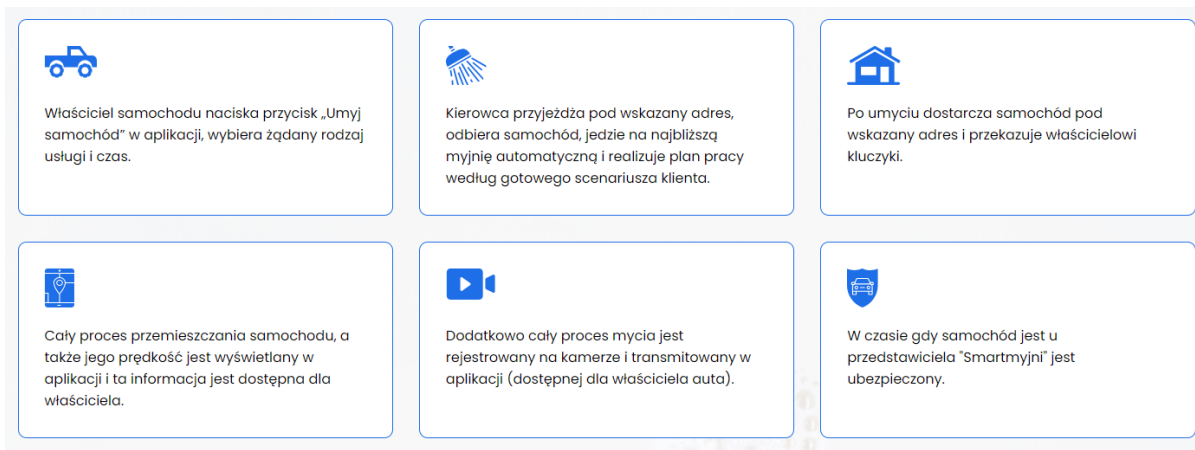 Właściciel samochodu naciska przycisk „Umyj
samochód” w aplikacji, wybiera żądany rodzaj
usługi i czas.
Kierowca przyjeżdża pod wskazany adres,
odbiera samochód, jedzie na najbliższą
myjnię automatyczną i realizuje plan pracy
według gotowego scenariusza klienta.
Po umyciu dostarcza samochód pod
wskazany adres i przekazuje właścicielowi
kluczyki.
Cały proces przemieszczania samochodu, a
także jego prędkość jest wyświetlany w
aplikacji i ta informacja jest dostępna dla
właściciela.
Dodatkowo cały proces mycia jest
rejestrowany na kamerze i transmitowany w
aplikacji (dostępnej dla właściciela auta).
W czasie gdy samochód jest u
przedstawiciela "Smartmyjni" jest
ubezpieczony.